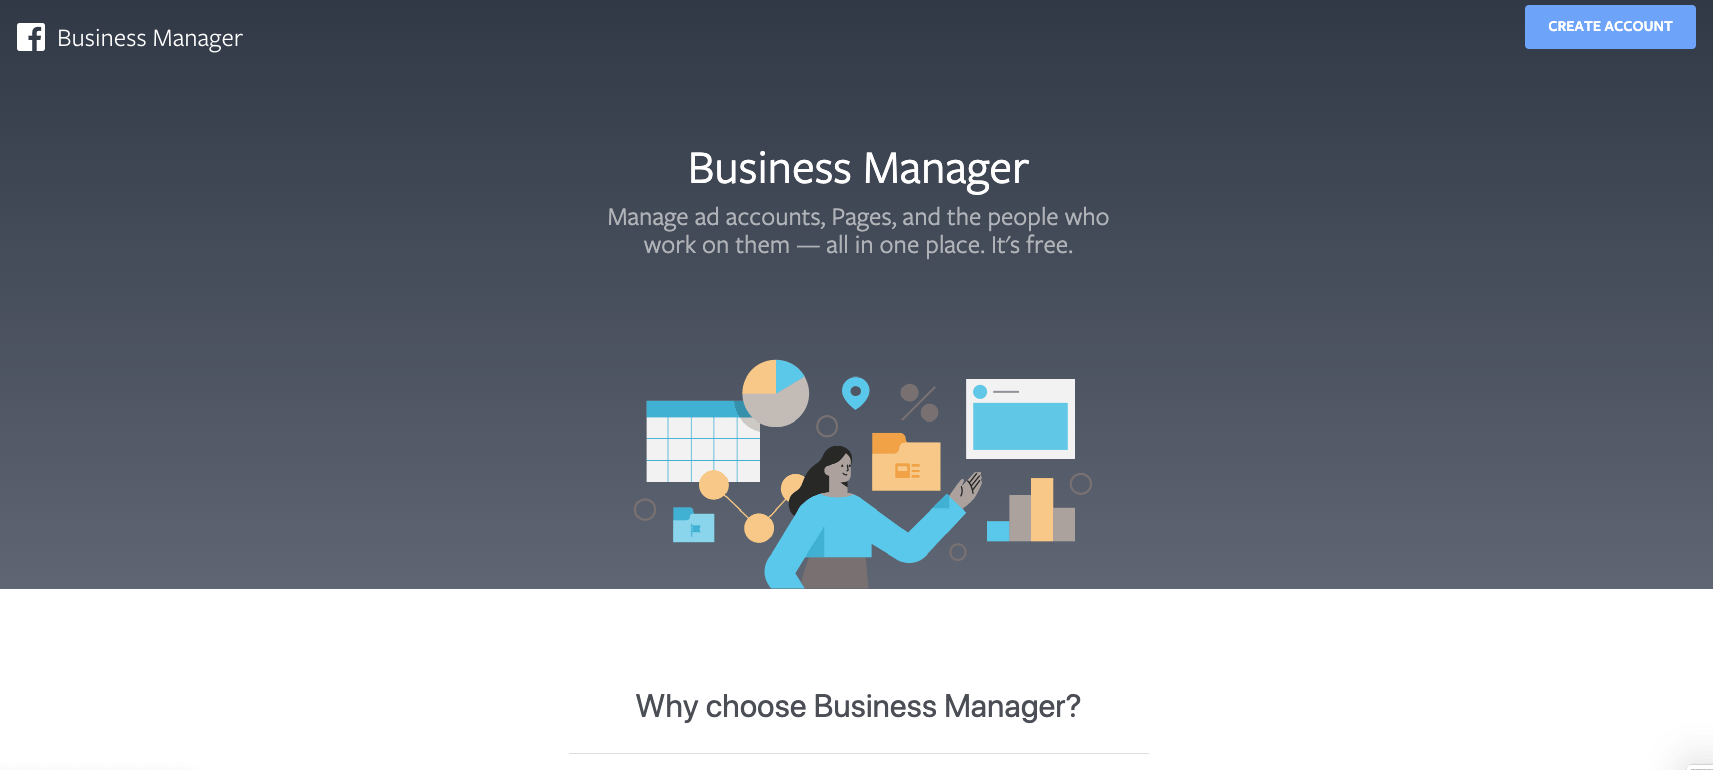 Business Manager
CREATE ACCOUNT
Business Manager
Manage ad accounts, Pages, and the people who
work on them — all in one place. It's free.
Why choose Business Manager?